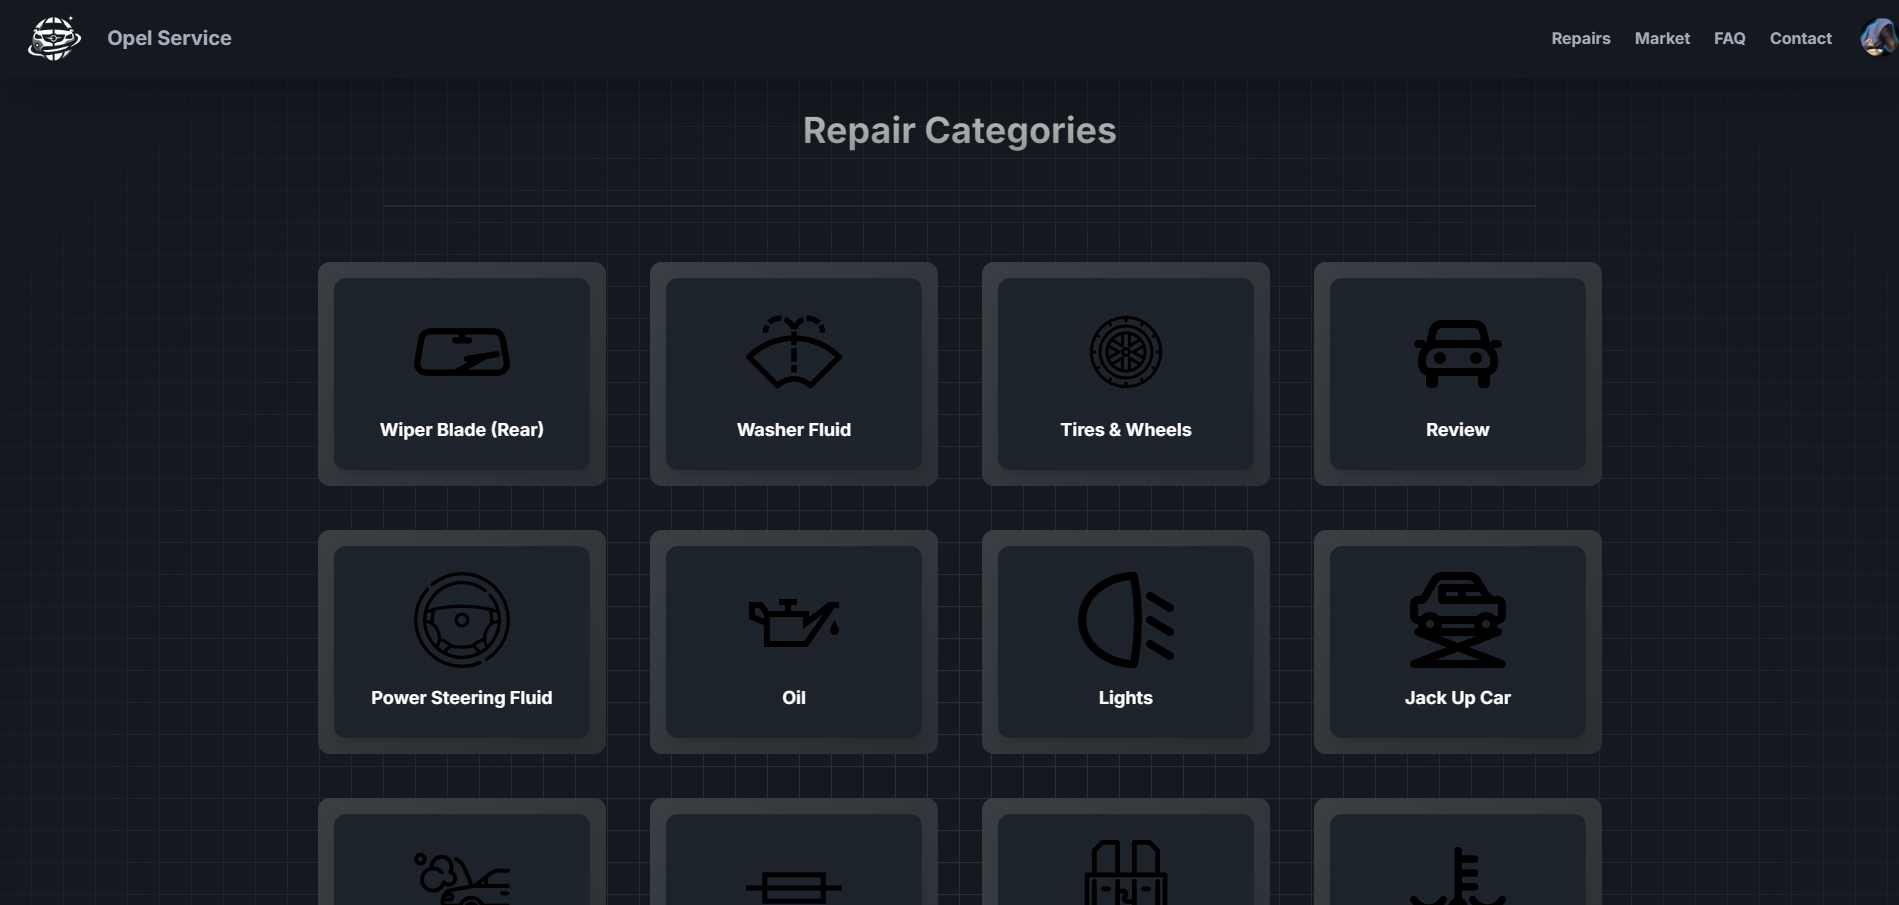 Opel Service
Repairs Market FAQ Contact
Repair Categories
Wiper Blade (Rear)
Washer Fluid
Tires & Wheels
Review
Power Steering Fluid
Oil
Lights
Jack Up Car